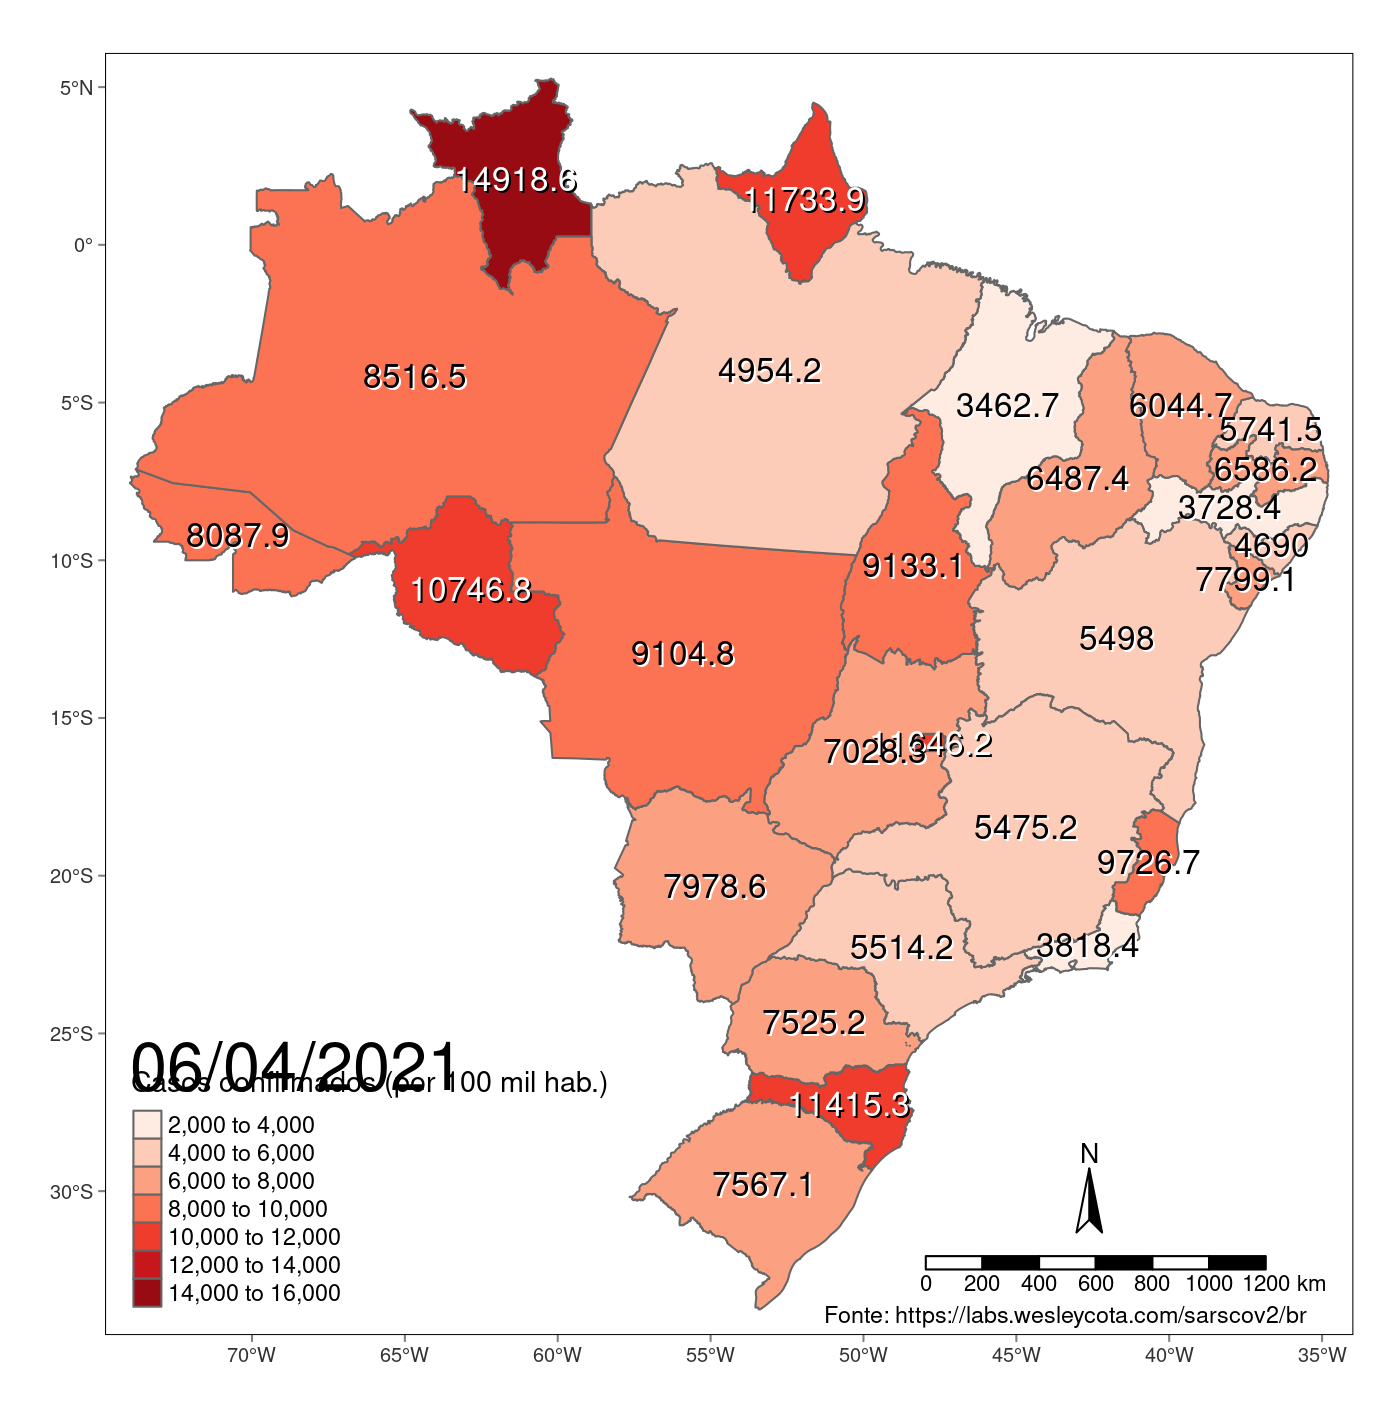 5°N
0°
5°S
10°S
15°S
20°S
25°S
30°S
14918.6
11733.9
8516.5
4954.2
3462.7
6044.7
5741.5
6586.2
6487.4
3728.4
4690
7799.1
8087.9
10746.8
9133.1
5498
9104.8
11646.2
7028.3
5475.2
9726.7
7978.6
5514.2
3818.4
7525.2
11415.3
7567.1
06/04/2021
Casos confirmados (por 100 mil hab.)
2,000 to 4,000
4,000 to 6,000
6,000 to 8,000
8,000 to 10,000
10,000 to 12,000
12,000 to 14,000
14,000 to 16,000
N
0 200 400 600 800 1000 1200 km
Fonte: https://labs.wesleycota.com/sarscov2/br
70°W 65°W 60°W 55°W 50°W 45°W 40°W 35°W